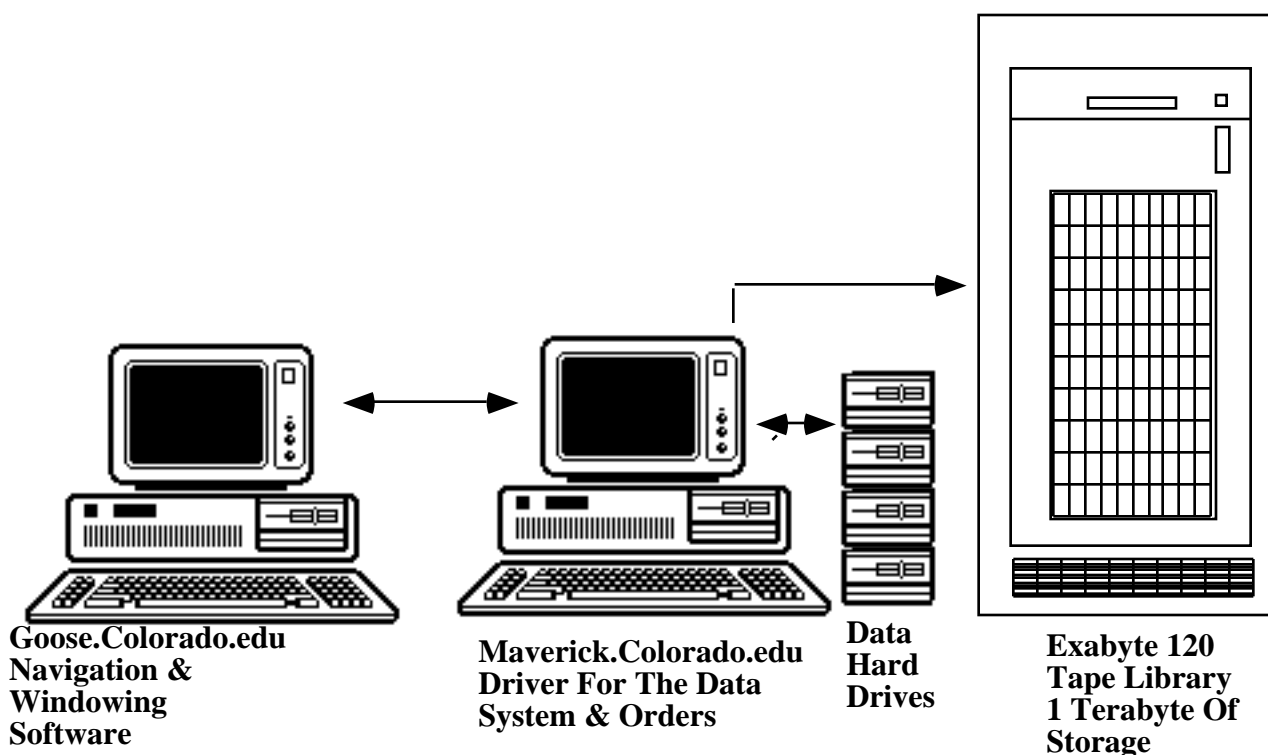 Goose.Colorado.edu
Navigation &
Windowing
Software
Maverick.Colorado.edu
Driver For The Data
System & Orders
Data
Hard
Drives
Exabyte 120
Tape Library
1 Terabyte Of
Storage